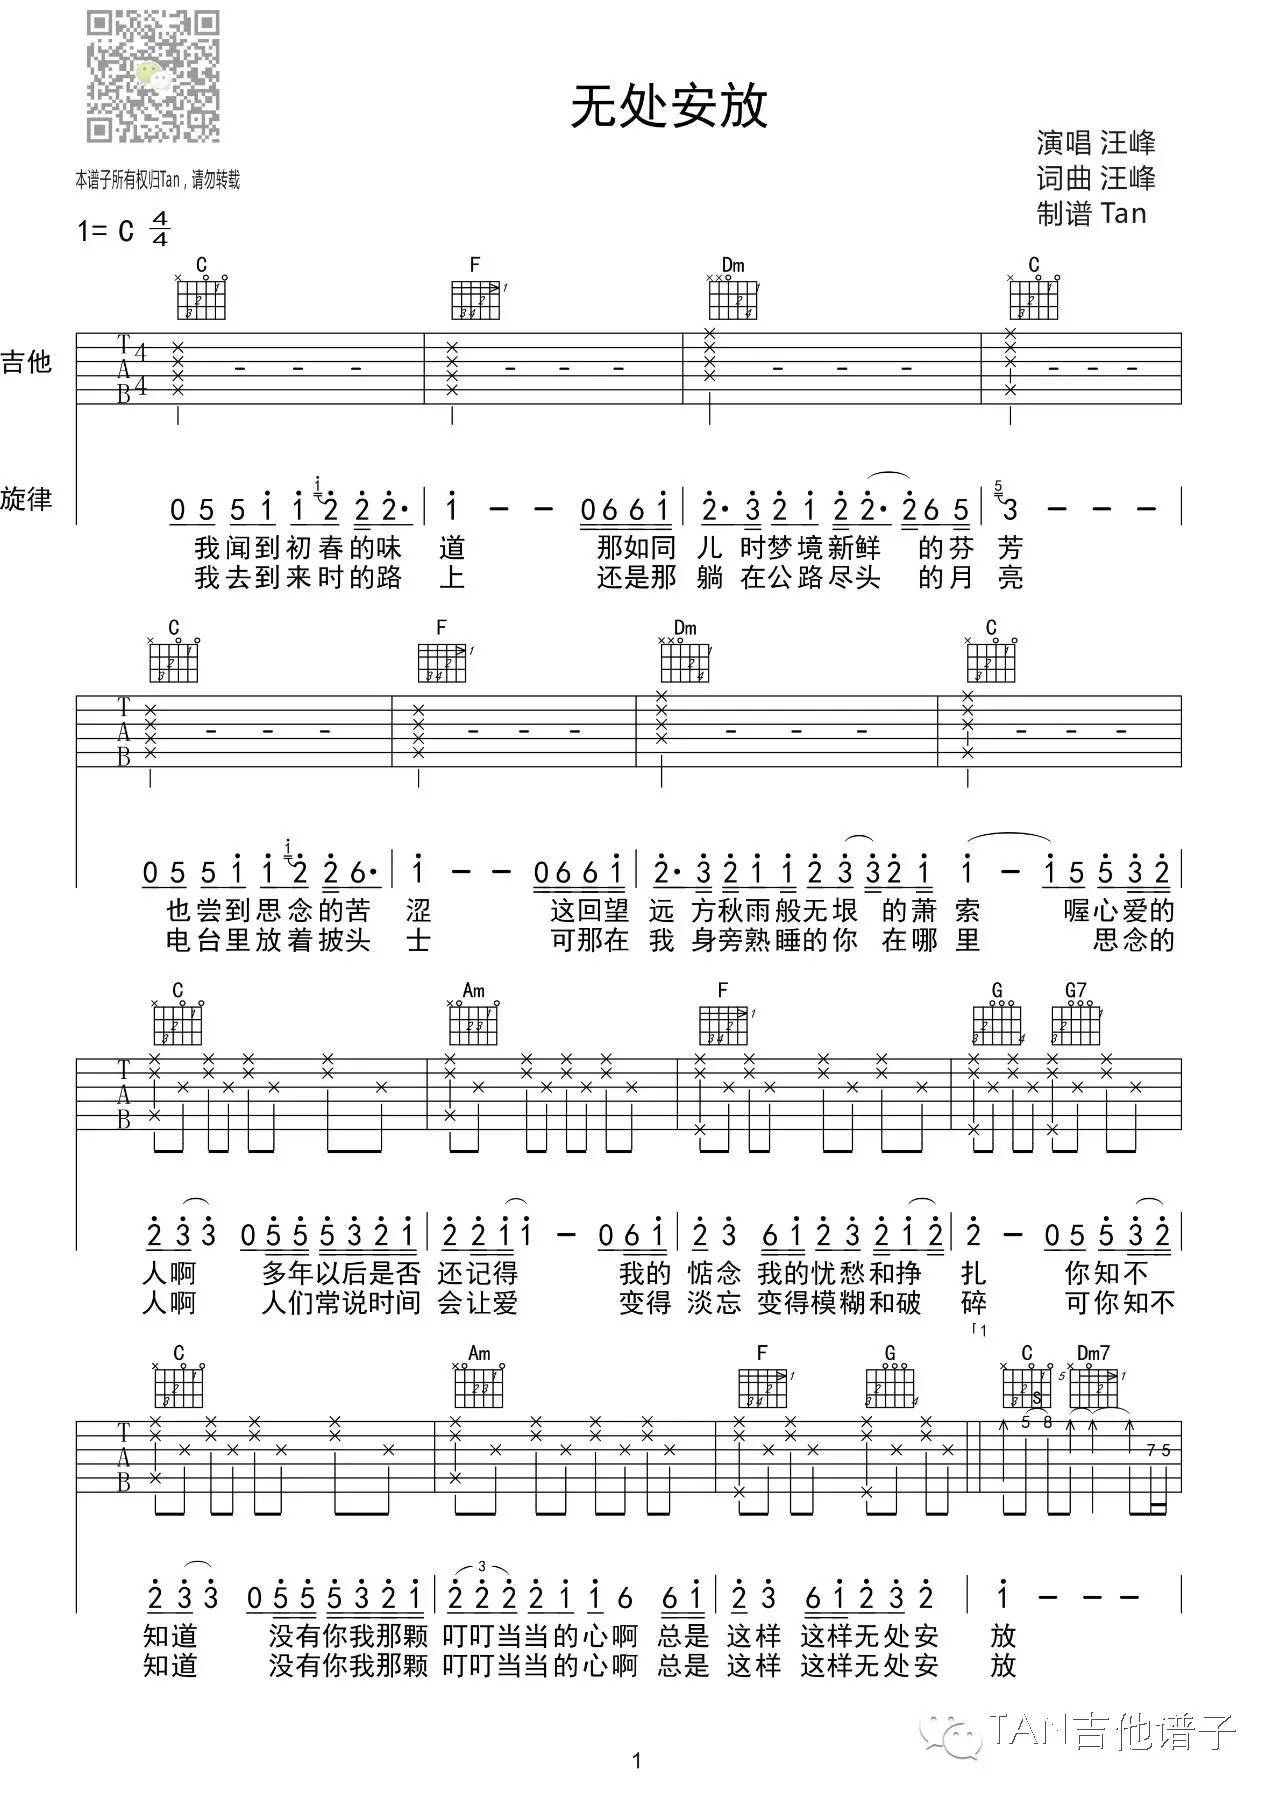 无处安放
演唱 汪峰
词曲 汪峰
制谱 Tan
本谱子所有权归Tan，请勿转载
1= C 4/4
C F Dm C
吉他 T A B 4 4
旋律 0 5 5 1 1 1 2 2 2· | 1 – – 0 6 6 1 | 2· 3 2 1 2 2· 2 6 5 | 5 3 – – –
我闻到初春的味 道 那如同 儿 时梦境新鲜 的芬 芳
我去到来时的路 上 还是那 躺 在公路尽头 的月 亮
C F Dm C
T A B
0 5 5 1 1 1 2 2 6· | 1 – – 0 6 6 1 | 2· 3 2 1 1 2 3 3 2 1 | 1 – 1 5 5 3 2
也尝到思念的苦 涩 这回望 远 方秋雨般无垠 的萧 索 喔心爱的
电台里放着披头 士 可那在 我 身旁熟睡的你 在哪 里 思念的
C Am F G G7
T A B
2 3 3 0 5 5 5 3 2 1 | 2 2 1 1 – 0 6 1 | 2 3 6 1 2 3 2 1 2 | 2 – 0 5 5 3 2
人啊 多年以后是否 还记得 我的 惦念 我的忧愁和挣 扎 你知不
人啊 人们常说时间 会让爱 变得 淡忘 变得模糊和破 碎 可你知不
「1
C Am F G C Dm7
T A B S 5 8 7 5
2 3 3 0 5 5 5 3 2 1 | 3 2 2 2 2 1 1 6 6 1 | 2 3 6 1 2 3 2 | 1 – – –
知道 没有你我那颗 叮叮当当的心啊 总是 这样 这样无处安 放
知道 没有你我那颗 叮叮当当的心啊 总是 这样 这样无处安 放
TAN吉他谱子
1